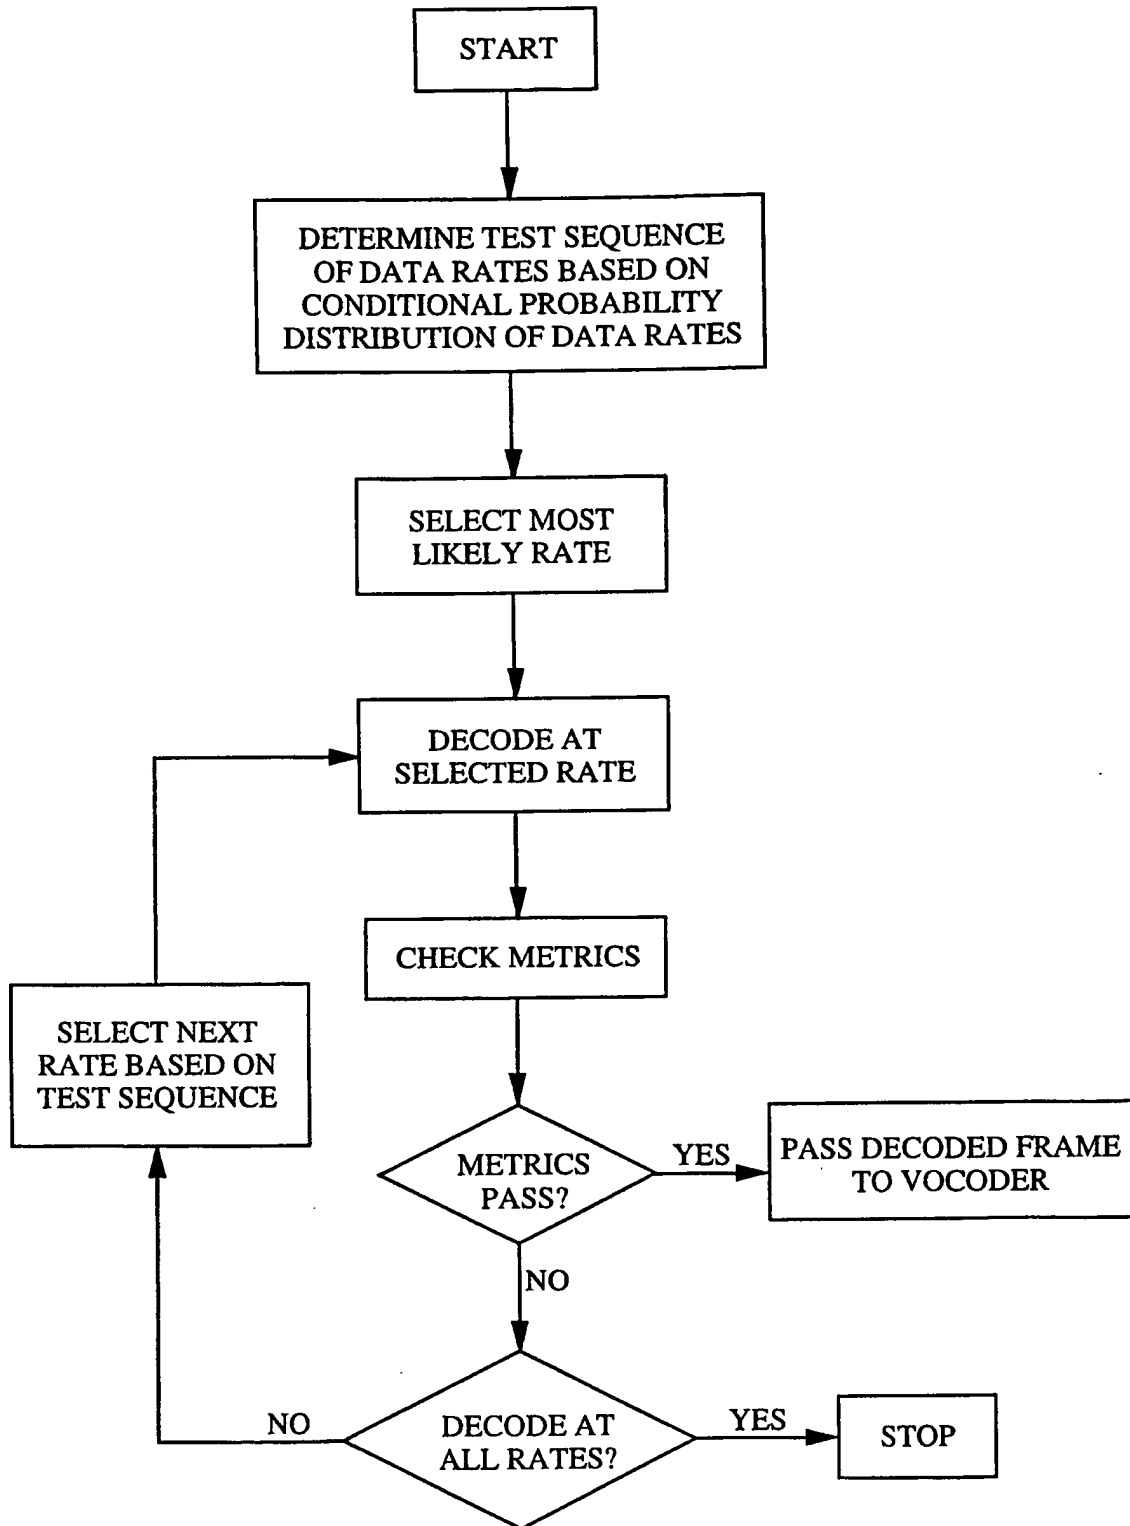 START
DETERMINE TEST SEQUENCE
OF DATA RATES BASED ON
CONDITIONAL PROBABILITY
DISTRIBUTION OF DATA RATES
SELECT MOST
LIKELY RATE
DECODE AT
SELECTED RATE
CHECK METRICS
SELECT NEXT
RATE BASED ON
TEST SEQUENCE
METRICS
PASS?
YES
PASS DECODED FRAME
TO VOCODER
NO
NO
DECODE AT
ALL RATES?
YES
STOP